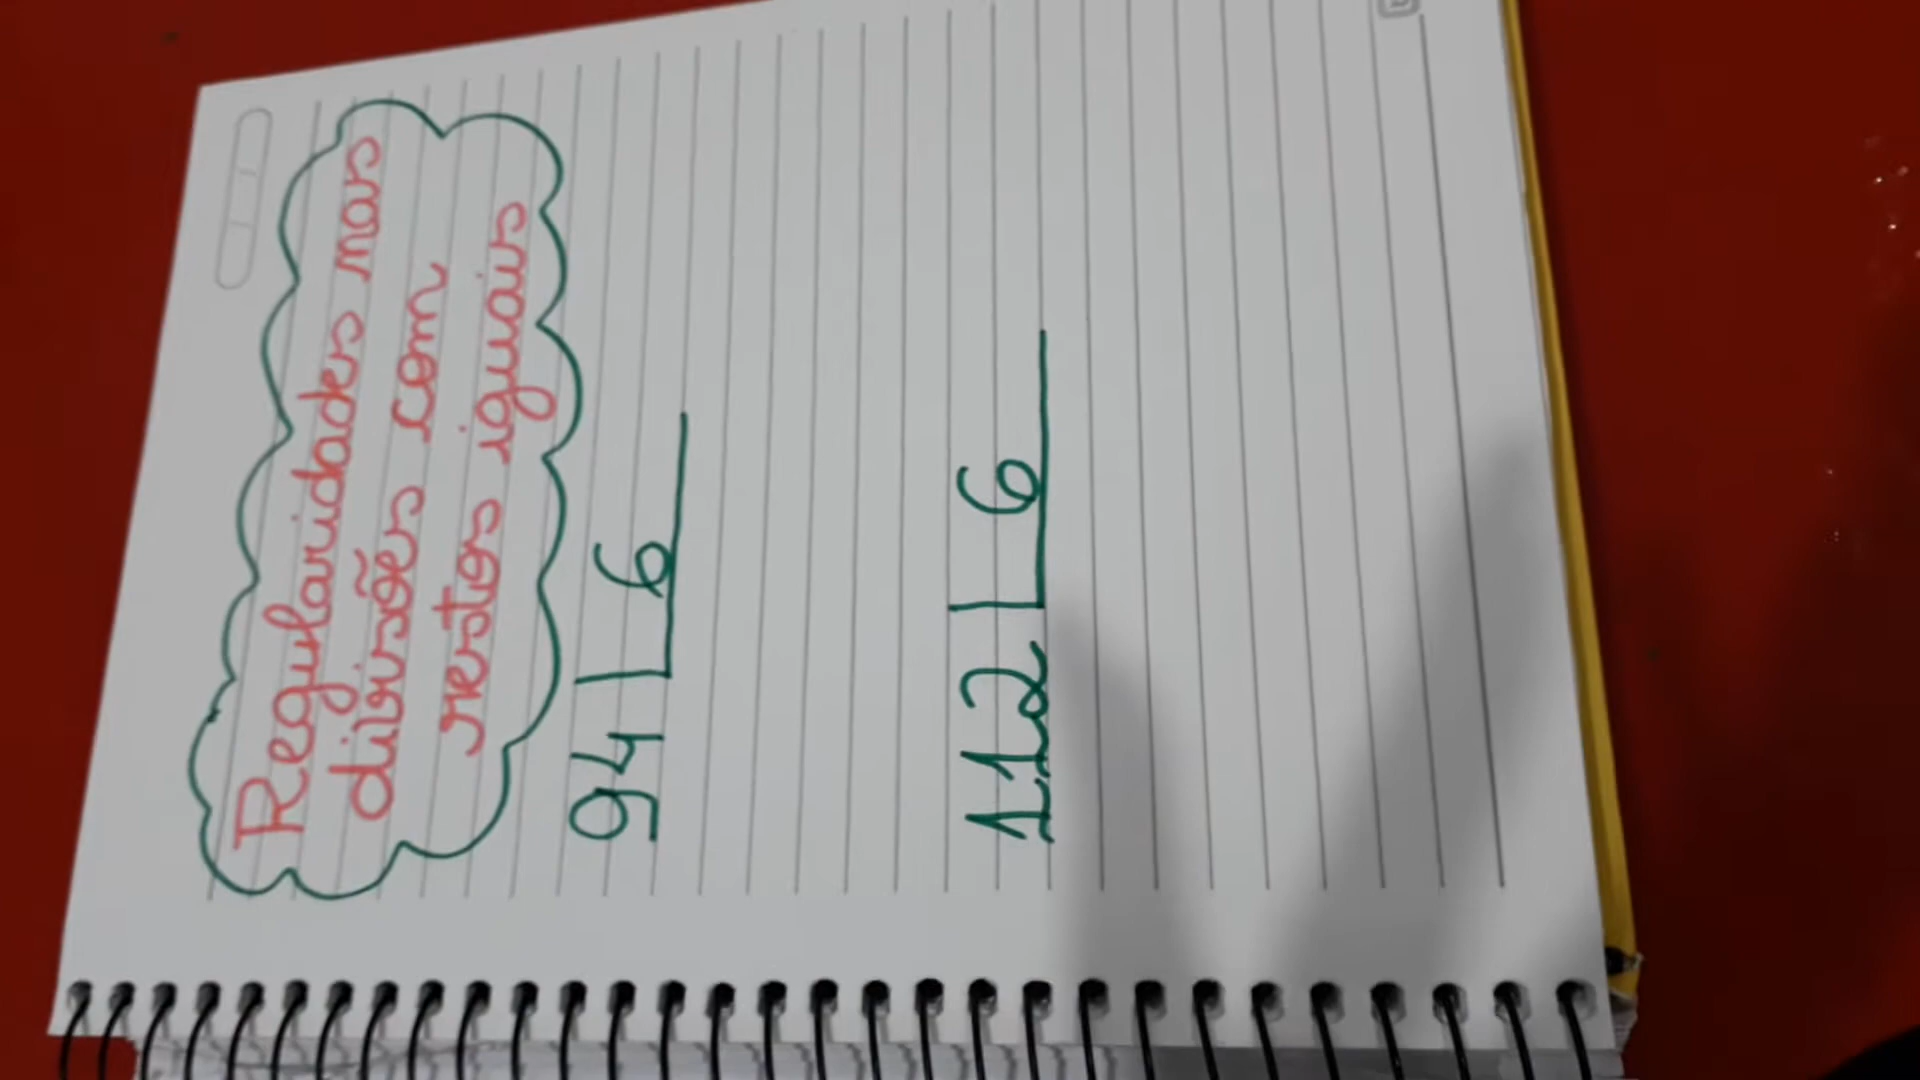 Regularidades nas
divisões com
restos iguais
94 6
112 6